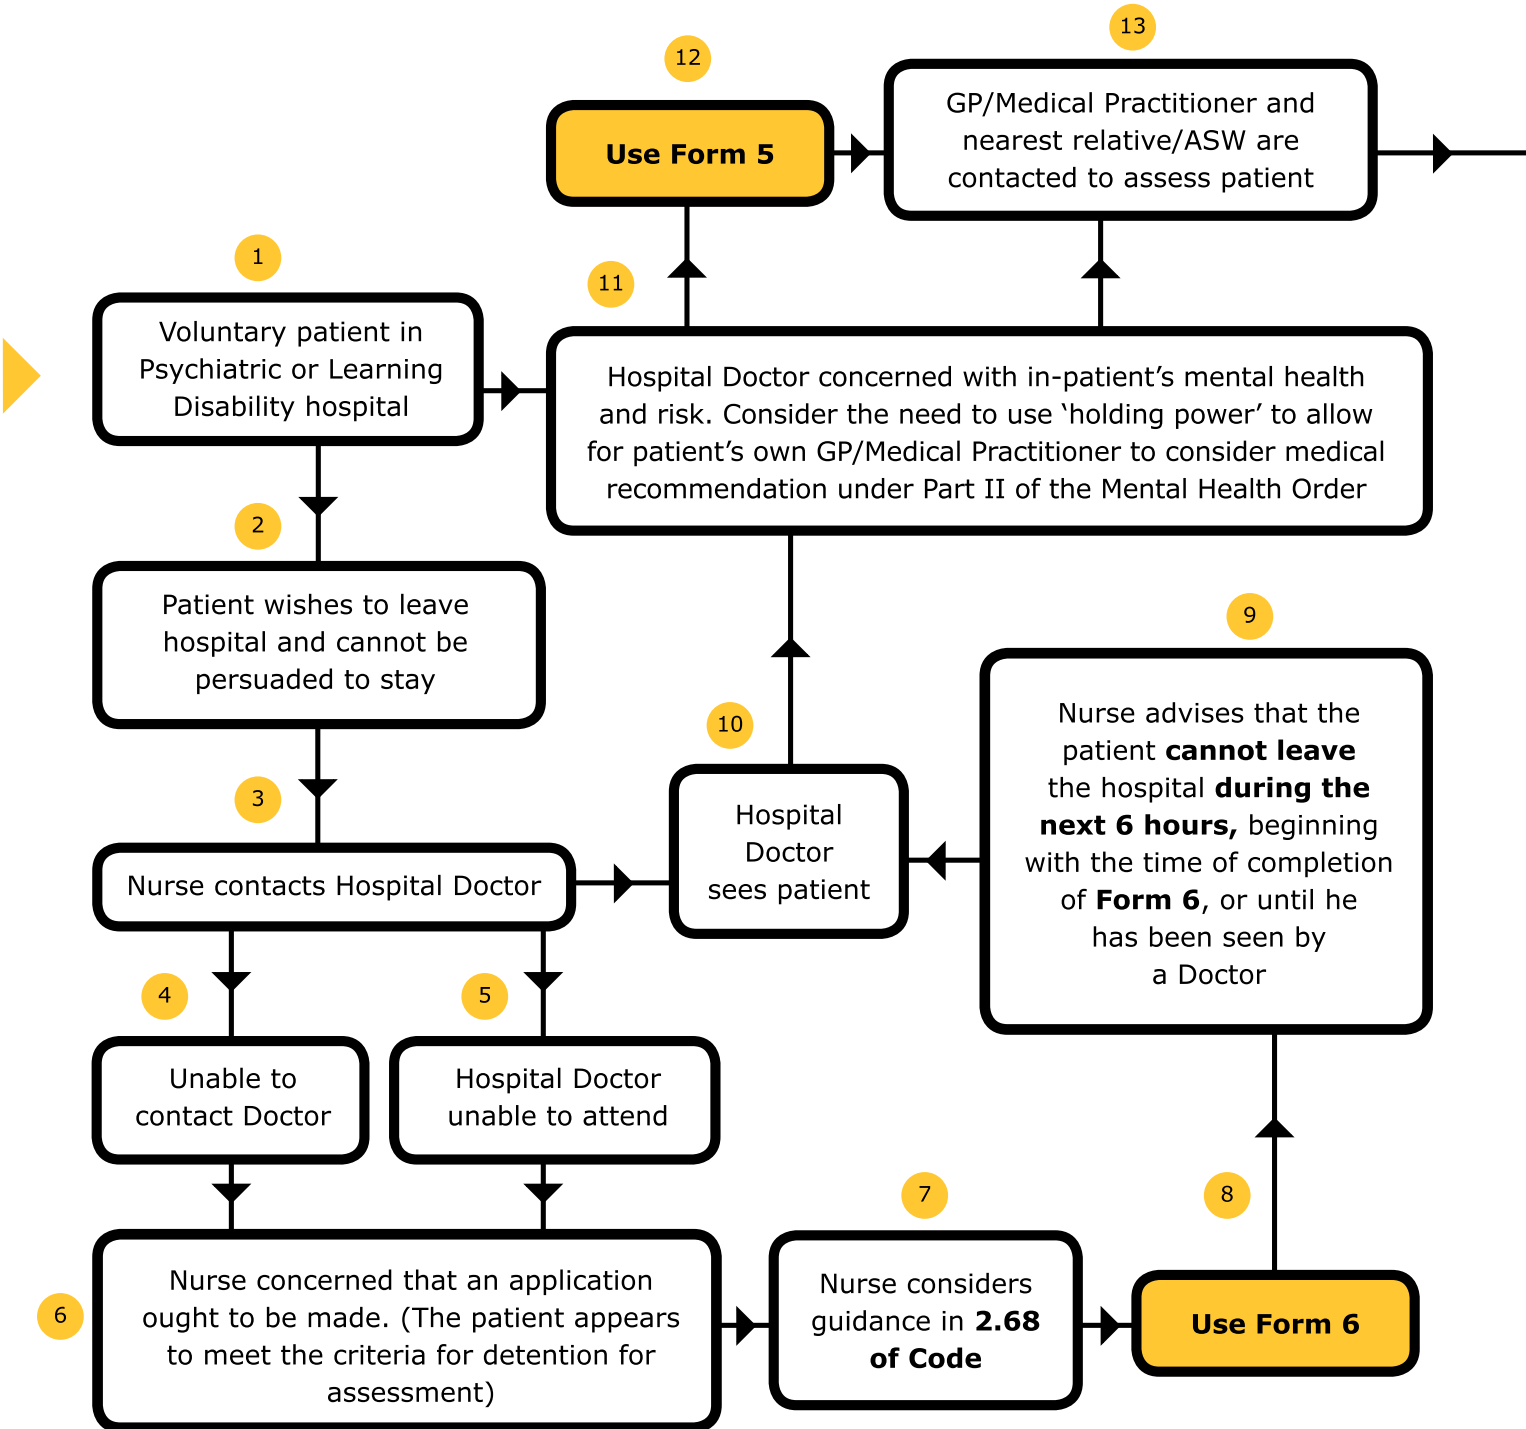 1
Voluntary patient in
Psychiatric or Learning
Disability hospital
2
Patient wishes to leave
hospital and cannot be
persuaded to stay
3
Nurse contacts Hospital Doctor
4
Unable to
contact Doctor
5
Hospital Doctor
unable to attend
6
Nurse concerned that an application
ought to be made. (The patient appears
to meet the criteria for detention for
assessment)
7
Nurse considers
guidance in 2.68
of Code
8
Use Form 6
9
Nurse advises that the
patient cannot leave
the hospital during the
next 6 hours, beginning
with the time of completion
of Form 6, or until he
has been seen by
a Doctor
10
Hospital
Doctor
sees patient
11
Hospital Doctor concerned with in-patient’s mental health
and risk. Consider the need to use ‘holding power’ to allow
for patient’s own GP/Medical Practitioner to consider medical
recommendation under Part II of the Mental Health Order
12
Use Form 5
13
GP/Medical Practitioner and
nearest relative/ASW are
contacted to assess patient